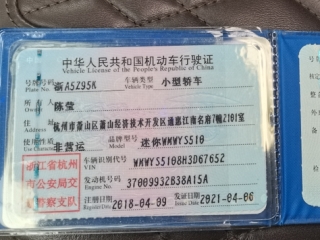 中华人民共和国机动车行驶证
Vehicle License of the People's Republic of China
号牌号码 浙A5Z95K 车辆类型 小型轿车
Plate No. Vehicle Type
所有人 陈莹
Owner
住址 杭州市萧山区萧山经济技术开发区通惠江南名府7幢2101室
Address
使用性质 非营运 品牌型号 迷你WMWYS510
Use Character Model
浙江省杭州
市公安局交
通警察支队
车辆识别代号 WMWYS5108H3D67652
VIN
发动机号码 37009932B38A15A
Engine No.
注册日期 2018-04-09 发证日期 2021-04-06
Register Date Issue Date